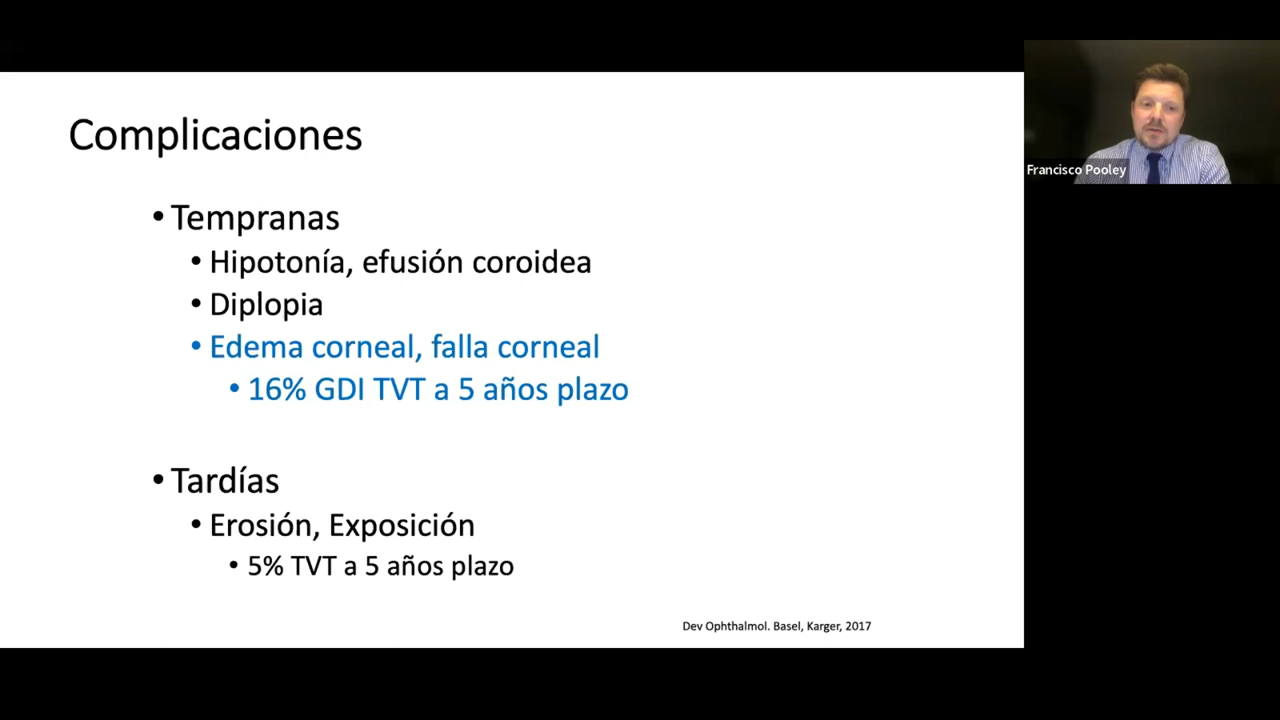 Complicaciones
• Tempranas
• Hipotonía, efusión coroidea
• Diplopia
• Edema corneal, falla corneal
• 16% GDI TVT a 5 años plazo
• Tardías
• Erosión, Exposición
• 5% TVT a 5 años plazo
Dev Ophthalmol. Basel, Karger, 2017
Francisco Pooley